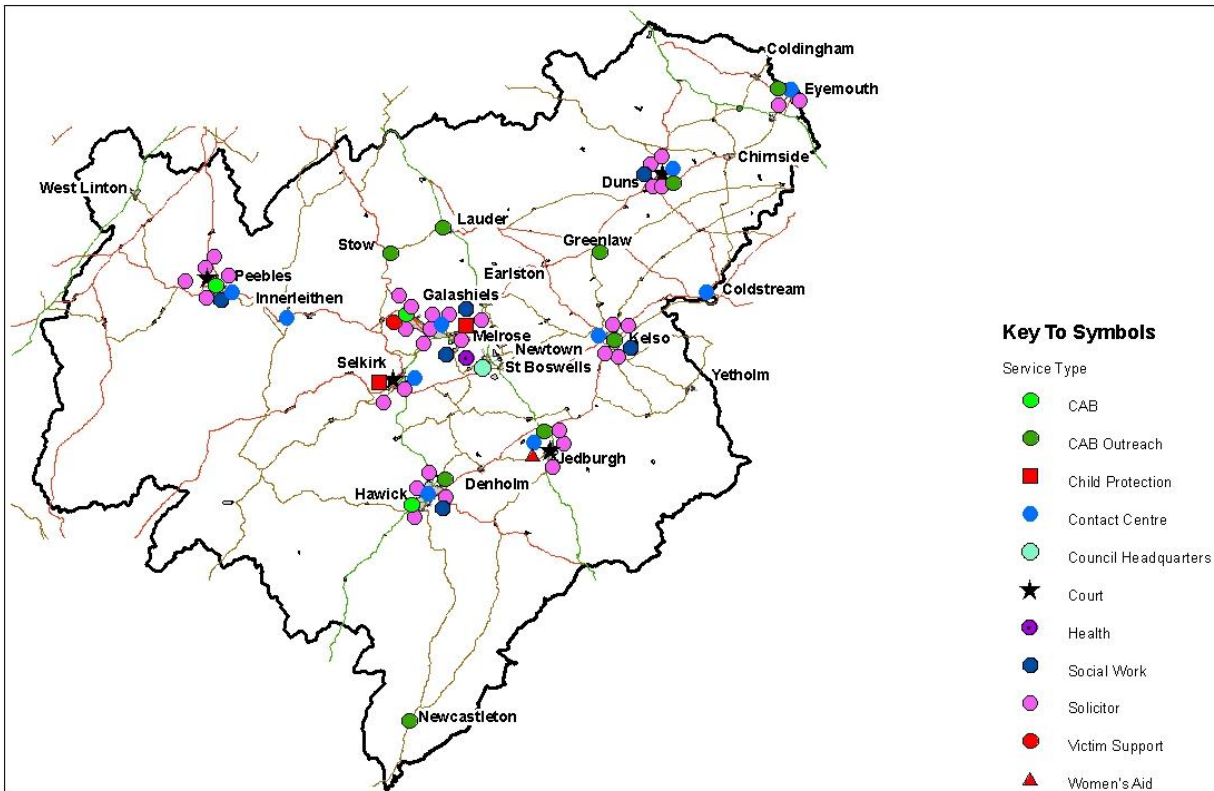 Coldingham
Eyemouth
Chirnside
Duns
West Linton
Lauder
Stow
Greenlaw
Earlston
Peebles
Innerleithen
Galashiels
Coldstream
Melrose
Kelso
Newtown
St Boswells
Selkirk
Yetholm
Jedburgh
Denholm
Hawick
Newcastleton
Key To Symbols
Service Type
CAB
CAB Outreach
Child Protection
Contact Centre
Council Headquarters
Court
Health
Social Work
Solicitor
Victim Support
Women's Aid